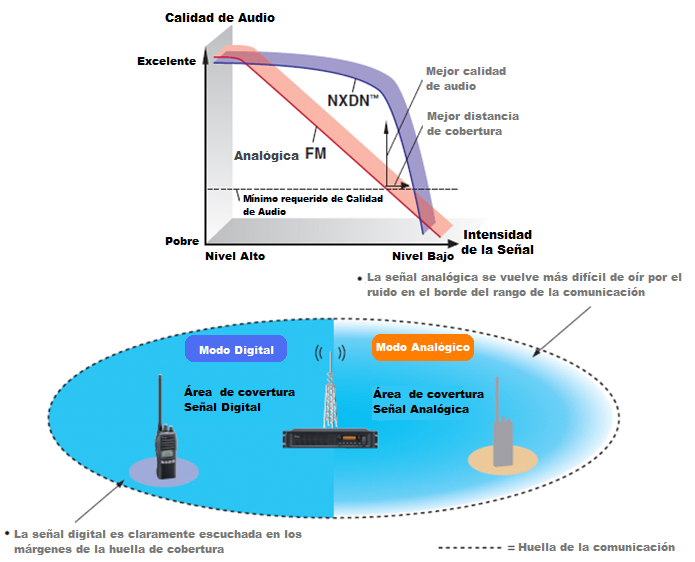 Calidad de Audio
Excelente
Mejor calidad
de audio
NXDN™
Mejor distancia
de cobertura
Analógica FM
Mínimo requerido de Calidad
de Audio
Pobre
Nivel Alto
Nivel Bajo
Intensidad
de la Señal
• La señal analógica se vuelve más difícil de oír por el
ruido en el borde del rango de la comunicación
Modo Digital
Modo Analógico
Área de covertura
Señal Digital
Área de covertura
Señal Analógica
• La señal digital es claramente escuchada en los
márgenes de la huella de cobertura
= Huella de la comunicación